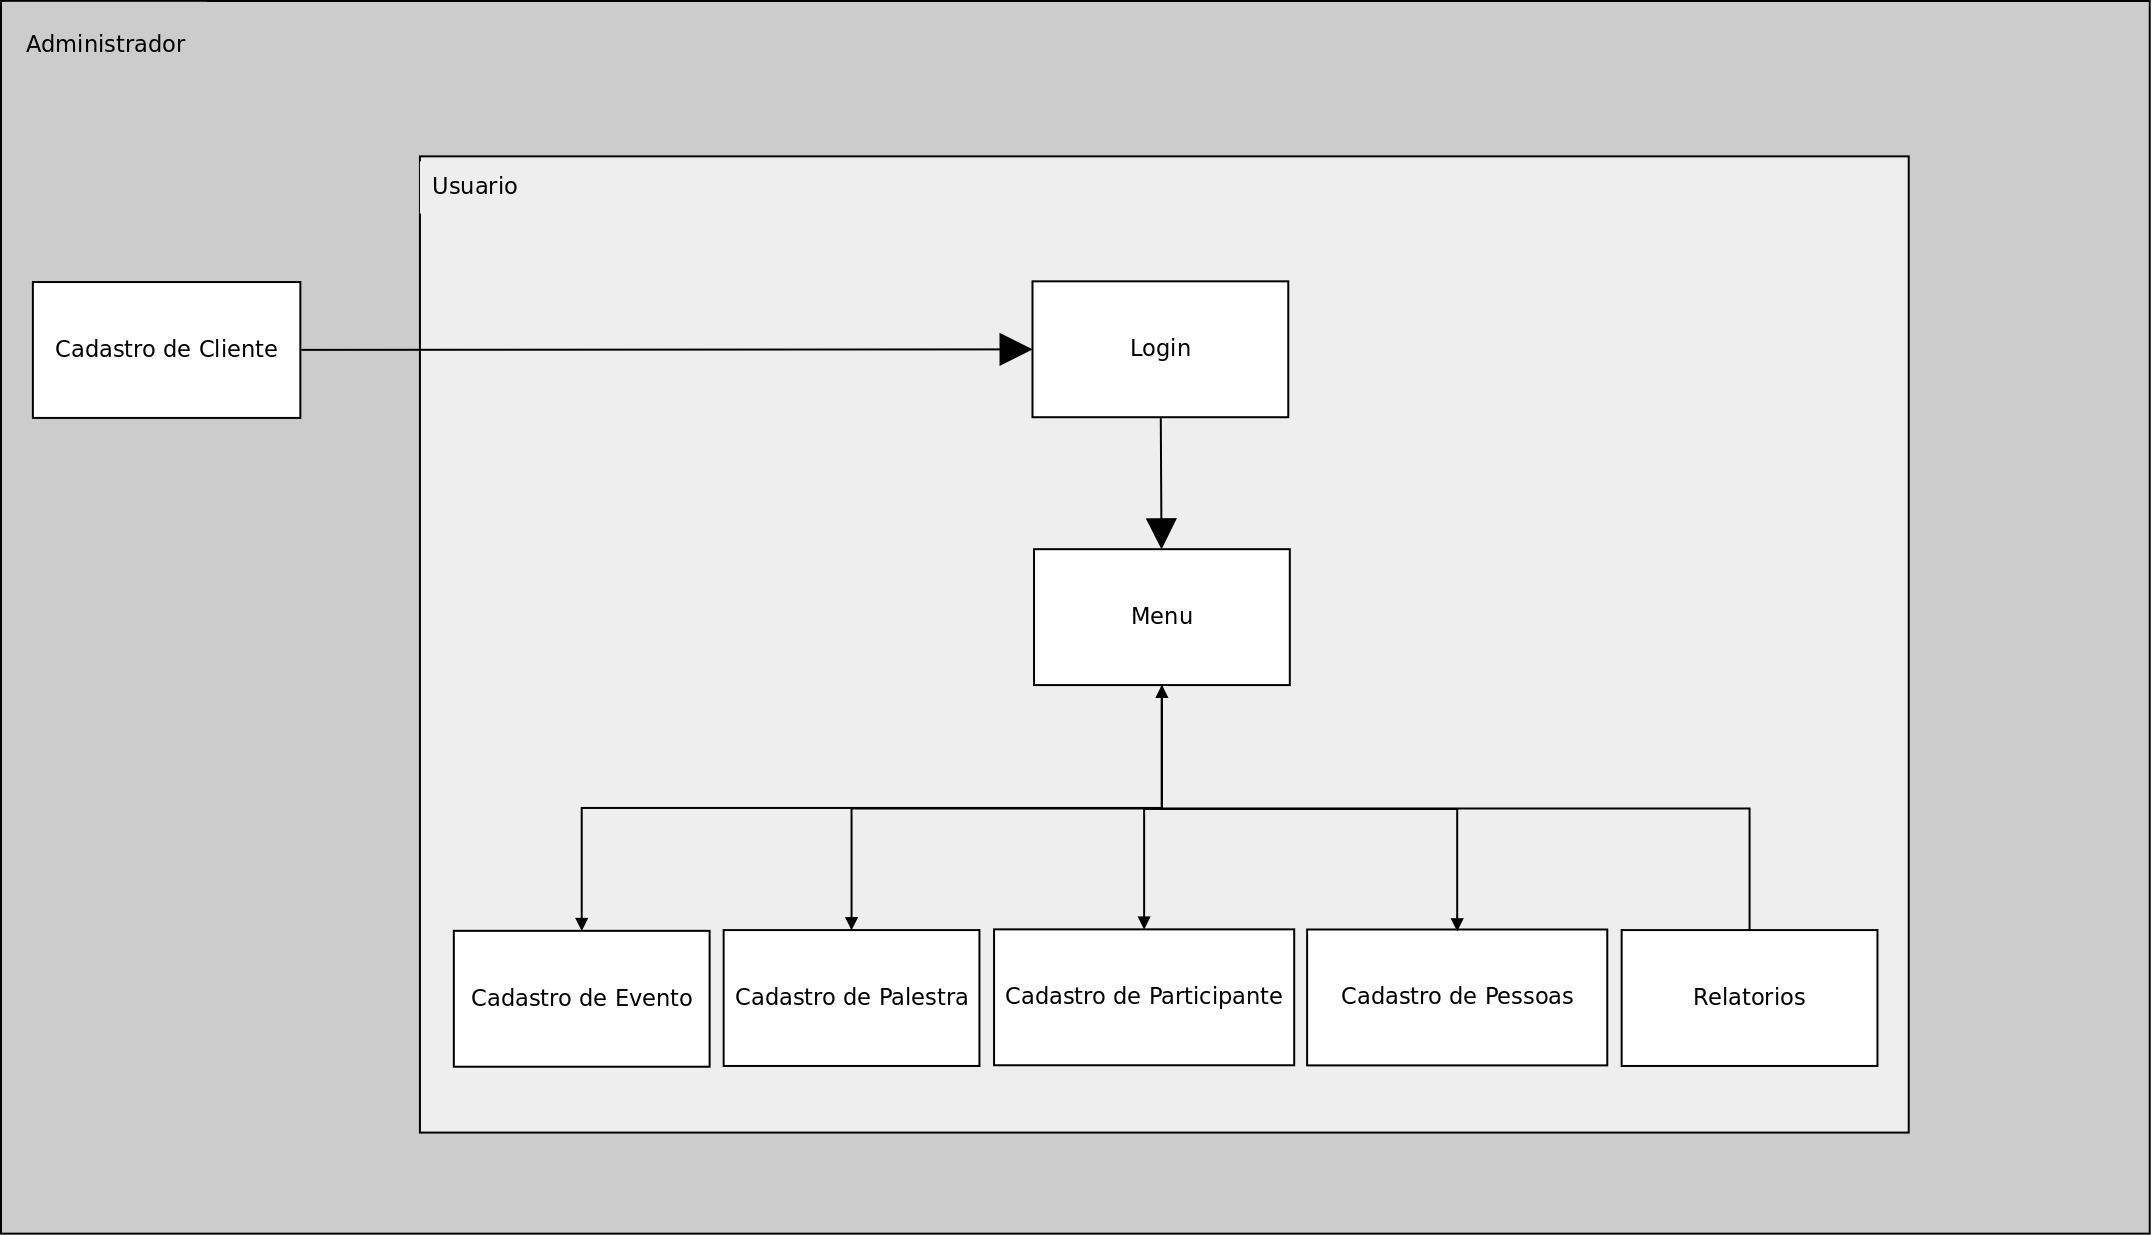 Administrador
Usuario
Cadastro de Cliente
Login
Menu
Cadastro de Evento
Cadastro de Palestra
Cadastro de Participante
Cadastro de Pessoas
Relatorios